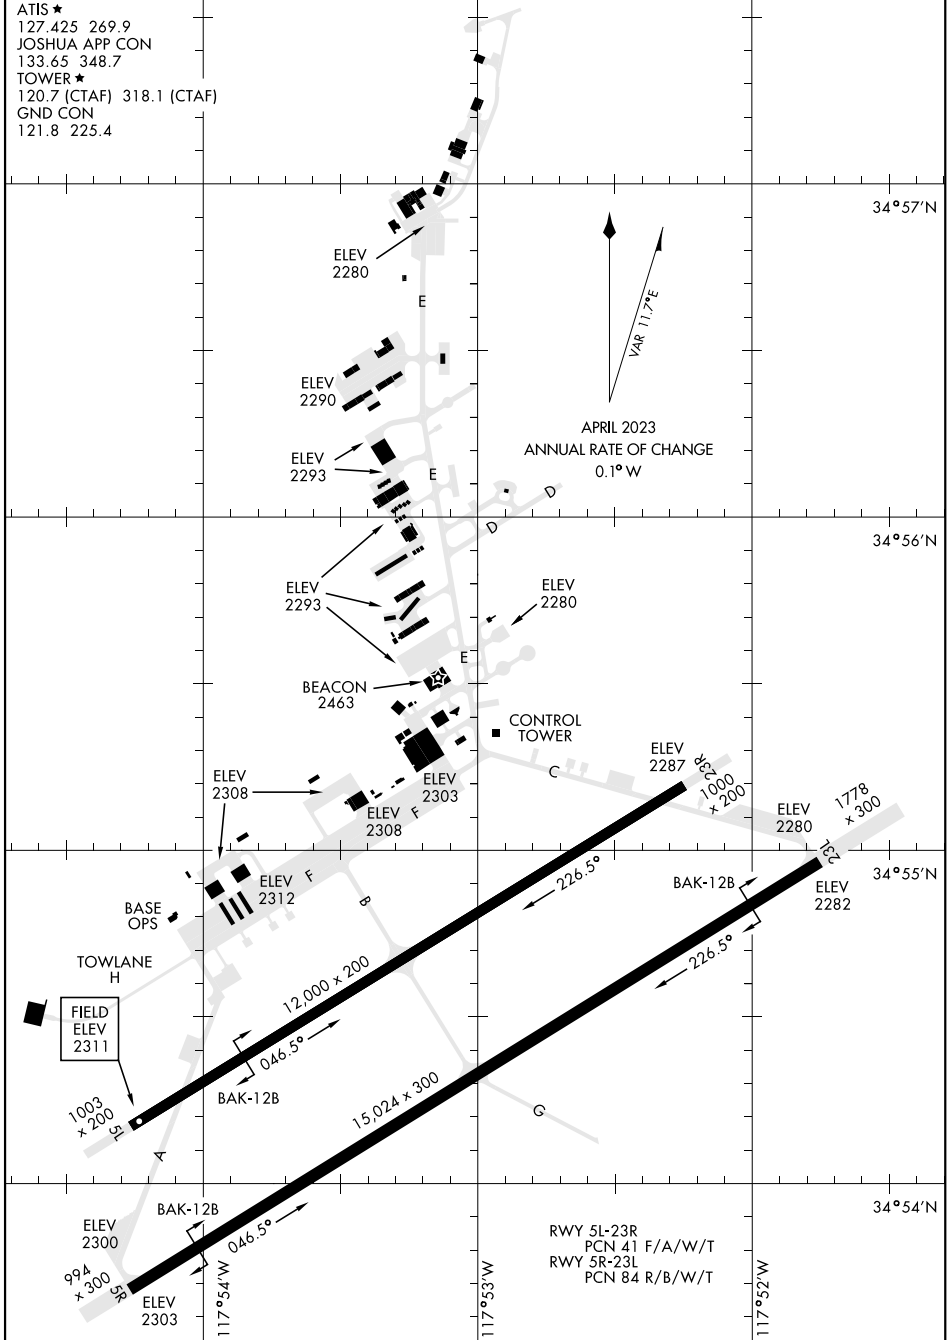 ATIS ★
127.425 269.9
JOSHUA APP CON
133.65 348.7
TOWER ★
120.7 (CTAF) 318.1 (CTAF)
GND CON
121.8 225.4
34°57'N
ELEV
2280
E
VAR 11.7°E
ELEV
2290
APRIL 2023
ANNUAL RATE OF CHANGE
0.1° W
ELEV
2293
E
D
D
34°56'N
ELEV
2293
ELEV
2280
E
BEACON
2463
CONTROL
TOWER
ELEV
2287
23R
1000
x 200
C
ELEV
2308
ELEV
2303
ELEV
2308
F
ELEV
2280
1778
x 300
23L
34°55'N
F
ELEV
2312
B
226.5°
BAK-12B
ELEV
2282
BASE
OPS
226.5°
TOWLANE
H
12,000 x 200
FIELD
ELEV
2311
046.5°
BAK-12B
15,024 x 300
1003
x 200
5L
G
A
34°54'N
BAK-12B
ELEV
2300
046.5°
RWY 5L-23R
PCN 41 F/A/W/T
RWY 5R-23L
PCN 84 R/B/W/T
994
x 300
5R
ELEV
2303
117°54'W
117°53'W
117°52'W